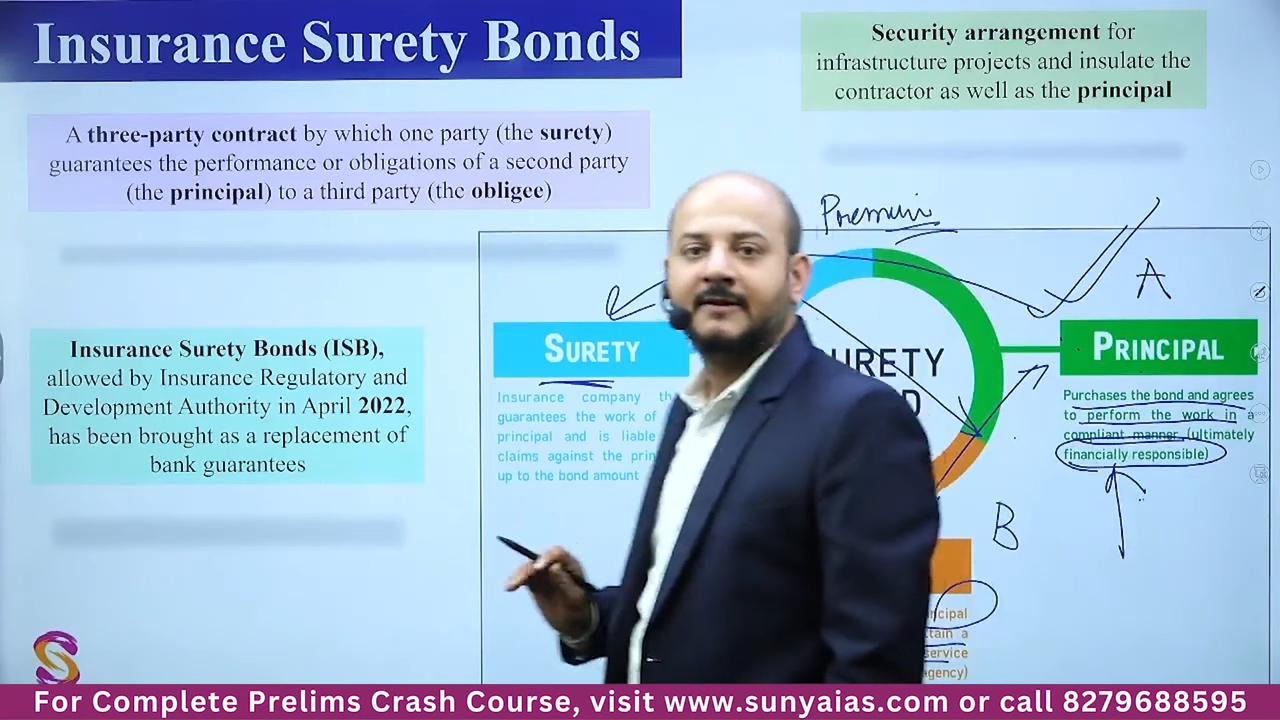 Insurance Surety Bonds
Security arrangement for
infrastructure projects and insulate the
contractor as well as the principal
A three-party contract by which one party (the surety)
guarantees the performance or obligations of a second party
(the principal) to a third party (the obligee)
Insurance Surety Bonds (ISB),
allowed by Insurance Regulatory and
Development Authority in April 2022,
has been brought as a replacement of
bank guarantees
Premium
A
SURETY
Insurance company th
guarantees the work of
principal and is liable
claims against the prin
up to the bond amount
URETY
D
PRINCIPAL
Purchases the bond and agrees
to perform the work in a
compliant manner (ultimately
financially responsible)
B
ncipal
tain a
service
gency)
S
For Complete Prelims Crash Course, visit www.sunyaias.com or call 8279688595